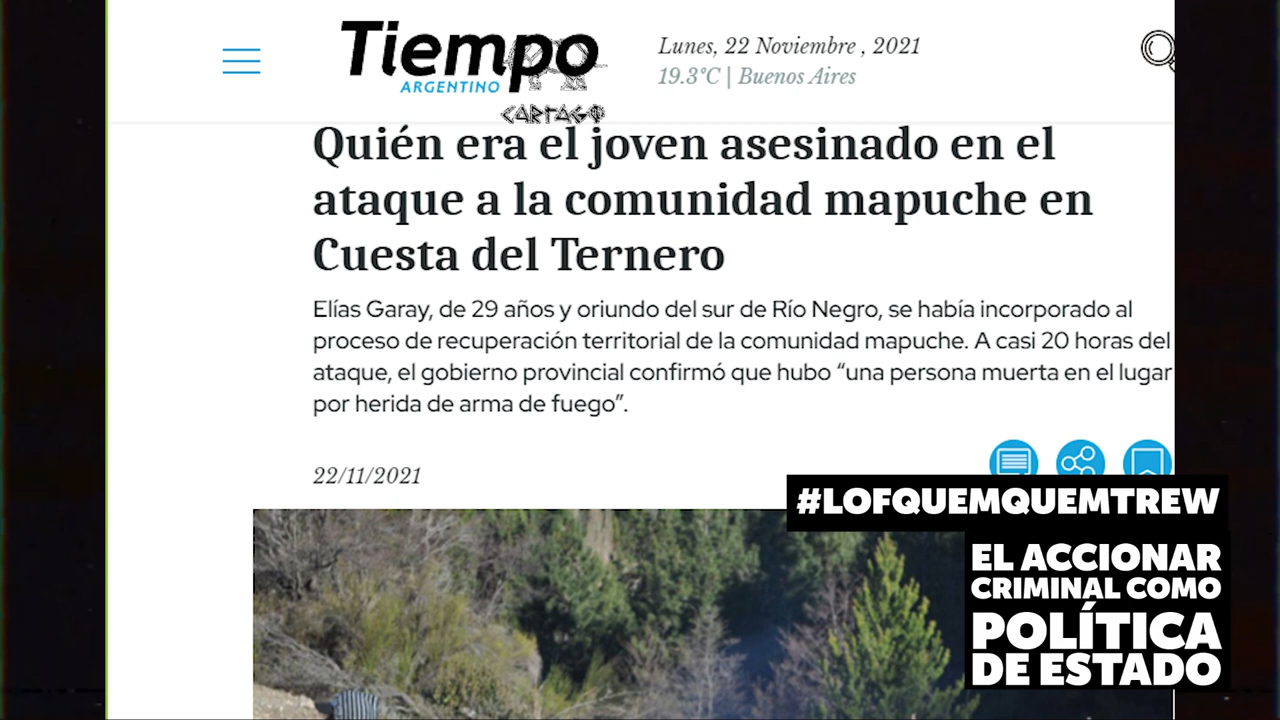 Tiempo
ARGENTINO
CARTAGO
Lunes, 22 Noviembre , 2021
19.3°C | Buenos Aires
Quién era el joven asesinado en el
ataque a la comunidad mapuche en
Cuesta del Ternero
Elías Garay, de 29 años y oriundo del sur de Río Negro, se había incorporado al
proceso de recuperación territorial de la comunidad mapuche. A casi 20 horas del
ataque, el gobierno provincial confirmó que hubo “una persona muerta en el lugar
por herida de arma de fuego”.
22/11/2021
#LOFQUEMQUEMTREW
EL ACCIONAR
CRIMINAL COMO
POLÍTICA
DE ESTADO